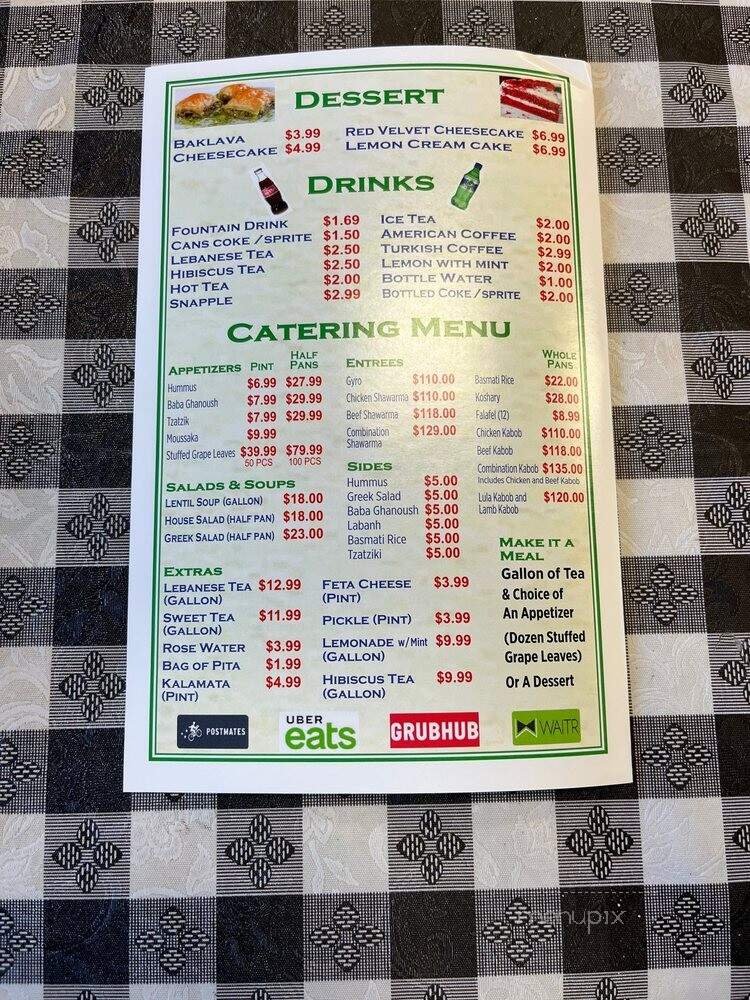 DESSERT
BAKLAVA $3.99
CHEESECAKE $4.99
RED VELVET CHEESECAKE $6.99
LEMON CREAM CAKE $6.99
DRINKS
FOUNTAIN DRINK $1.69
CANS COKE / SPRITE $1.50
LEBANESE TEA $2.50
HIBISCUS TEA $2.50
HOT TEA $2.00
SNAPPLE $2.99
ICE TEA $2.00
AMERICAN COFFEE $2.00
TURKISH COFFEE $2.99
LEMON WITH MINT $2.00
BOTTLE WATER $1.00
BOTTLED COKE / SPRITE $2.00
CATERING MENU
APPETIZERS PINT HALF PANS
Hummus $6.99 $27.99
Baba Ghanoush $7.99 $29.99
Tzatzik $7.99 $29.99
Moussaka $9.99
Stuffed Grape Leaves $39.99 $79.99
50 PCS 100 PCS
SALADS & SOUPS
LENTIL SOUP (GALLON) $18.00
HOUSE SALAD (HALF PAN) $18.00
GREEK SALAD (HALF PAN) $23.00
ENTREES
Gyro $110.00
Chicken Shawarma $110.00
Beef Shawarma $118.00
Combination $129.00
Shawarma
SIDES
Hummus $5.00
Greek Salad $5.00
Baba Ghanoush $5.00
Labanh $5.00
Basmati Rice $5.00
Tzatziki $5.00
WHOLE
PANS
Basmati Rice $22.00
Koshary $28.00
Falafel (12) $8.99
Chicken Kabob $110.00
Beef Kabob $118.00
Combination Kabob $135.00
Includes Chicken and Beef Kabob
Lula Kabob and $120.00
Lamb Kabob
EXTRAS
LEBANESE TEA $12.99
(GALLON)
SWEET TEA $11.99
(GALLON)
ROSE WATER $3.99
BAG OF PITA $1.99
KALAMATA $4.99
(PINT)
FETA CHEESE $3.99
(PINT)
PICKLE (PINT) $3.99
LEMONADE W/Mint $9.99
(GALLON)
HIBISCUS TEA $9.99
(GALLON)
MAKE IT A
MEAL
Gallon of Tea
& Choice of
An Appetizer
(Dozen Stuffed
Grape Leaves)
Or A Dessert
POSTMATES
UBER
eats
GRUBHUB
WAITR
menupix